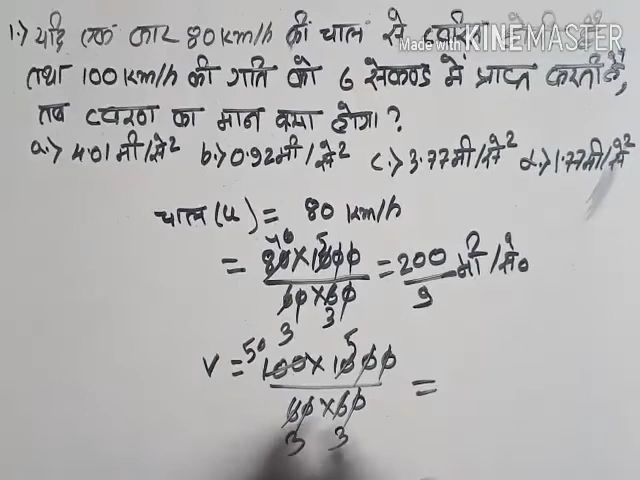 1.> यदि एक कार 80 km/h की चाल से त्वरित
Made with KINEMASTER
तथा 100 km/h की गति को 6 सेकण्ड में प्राप्त करती है,
तब त्वरण का मान क्या होगा?
a.> 4.01 मी/से² b.> 0.92 मी/से² c.> 3.77 मी/से² d.> 1.77 मी/से²
चाल (u) = 80 km/h
= 80×1000 / 60×60 = 200/9 मी/से०
v = 100×1000 / 60×60 =